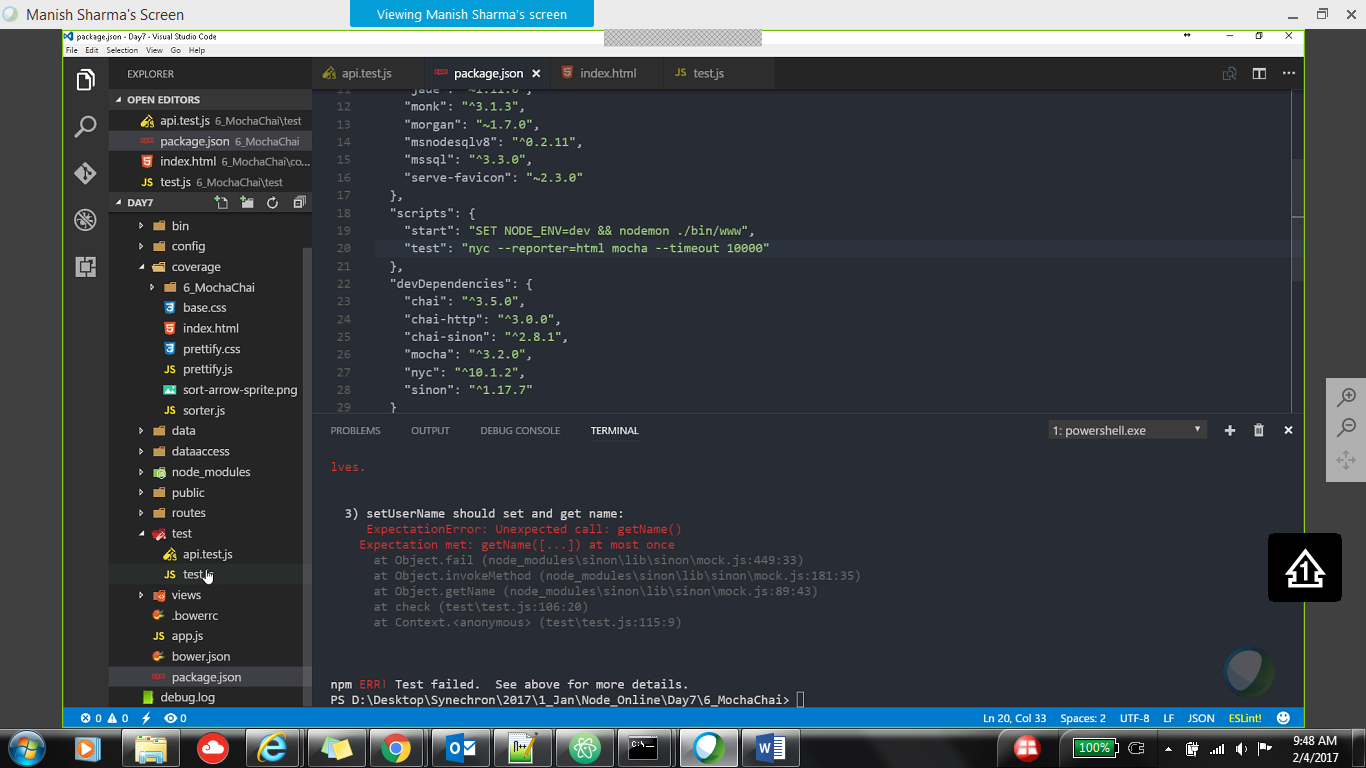 Manish Sharma's Screen
Viewing Manish Sharma's screen
package.json - Day7 - Visual Studio Code
File Edit Selection View Go Help
EXPLORER
OPEN EDITORS
api.test.js 6_MochaChai\test
package.json 6_MochaChai
index.html 6_MochaChai\co...
test.js 6_MochaChai\test
DAY7
bin
config
coverage
6_MochaChai
base.css
index.html
prettify.css
prettify.js
sort-arrow-sprite.png
sorter.js
data
dataaccess
node_modules
public
routes
test
api.test.js
test.js
views
.bowerrc
app.js
bower.json
package.json
debug.log
api.test.js package.json index.html test.js
11 "jade": "~1.11.0",
12 "monk": "^3.1.3",
13 "morgan": "~1.7.0",
14 "msnodesqlv8": "^0.2.11",
15 "mssql": "^3.3.0",
16 "serve-favicon": "~2.3.0"
17 },
18 "scripts": {
19 "start": "SET NODE_ENV=dev && nodemon ./bin/www",
20 "test": "nyc --reporter=html mocha --timeout 10000"
21 },
22 "devDependencies": {
23 "chai": "^3.5.0",
24 "chai-http": "^3.0.0",
25 "chai-sinon": "^2.8.1",
26 "mocha": "^3.2.0",
27 "nyc": "^10.1.2",
28 "sinon": "^1.17.7"
29 }
PROBLEMS OUTPUT DEBUG CONSOLE TERMINAL 1: powershell.exe
lves.
3) setUserName should set and get name:
ExpectationError: Unexpected call: getName()
Expectation met: getName([...]) at most once
at Object.fail (node_modules\sinon\lib\sinon\mock.js:449:33)
at Object.invokeMethod (node_modules\sinon\lib\sinon\mock.js:181:35)
at Object.getName (node_modules\sinon\lib\sinon\mock.js:89:43)
at check (test\test.js:106:20)
at Context.<anonymous> (test\test.js:115:9)
npm ERR! Test failed.  See above for more details.
PS D:\Desktop\Synechron\2017\1_Jan\Node_Online\Day7\6_MochaChai>
0 0 0 Ln 20, Col 33 Spaces: 2 UTF-8 LF JSON ESLint!
1
100%
9:48 AM
2/4/2017